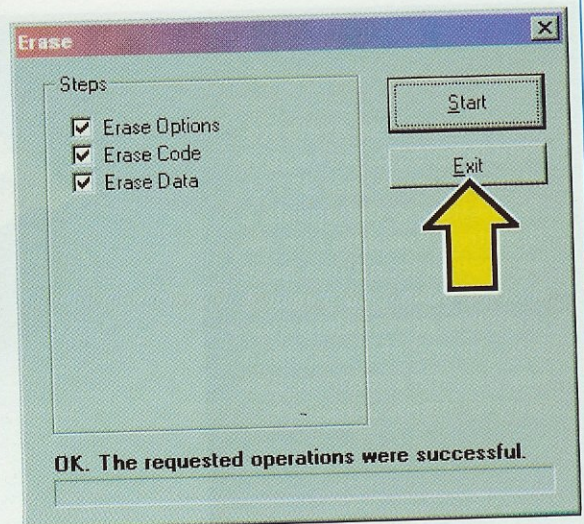 Erase
Steps
Erase Options
Erase Code
Erase Data
Start
Exit
OK. The requested operations were successful.